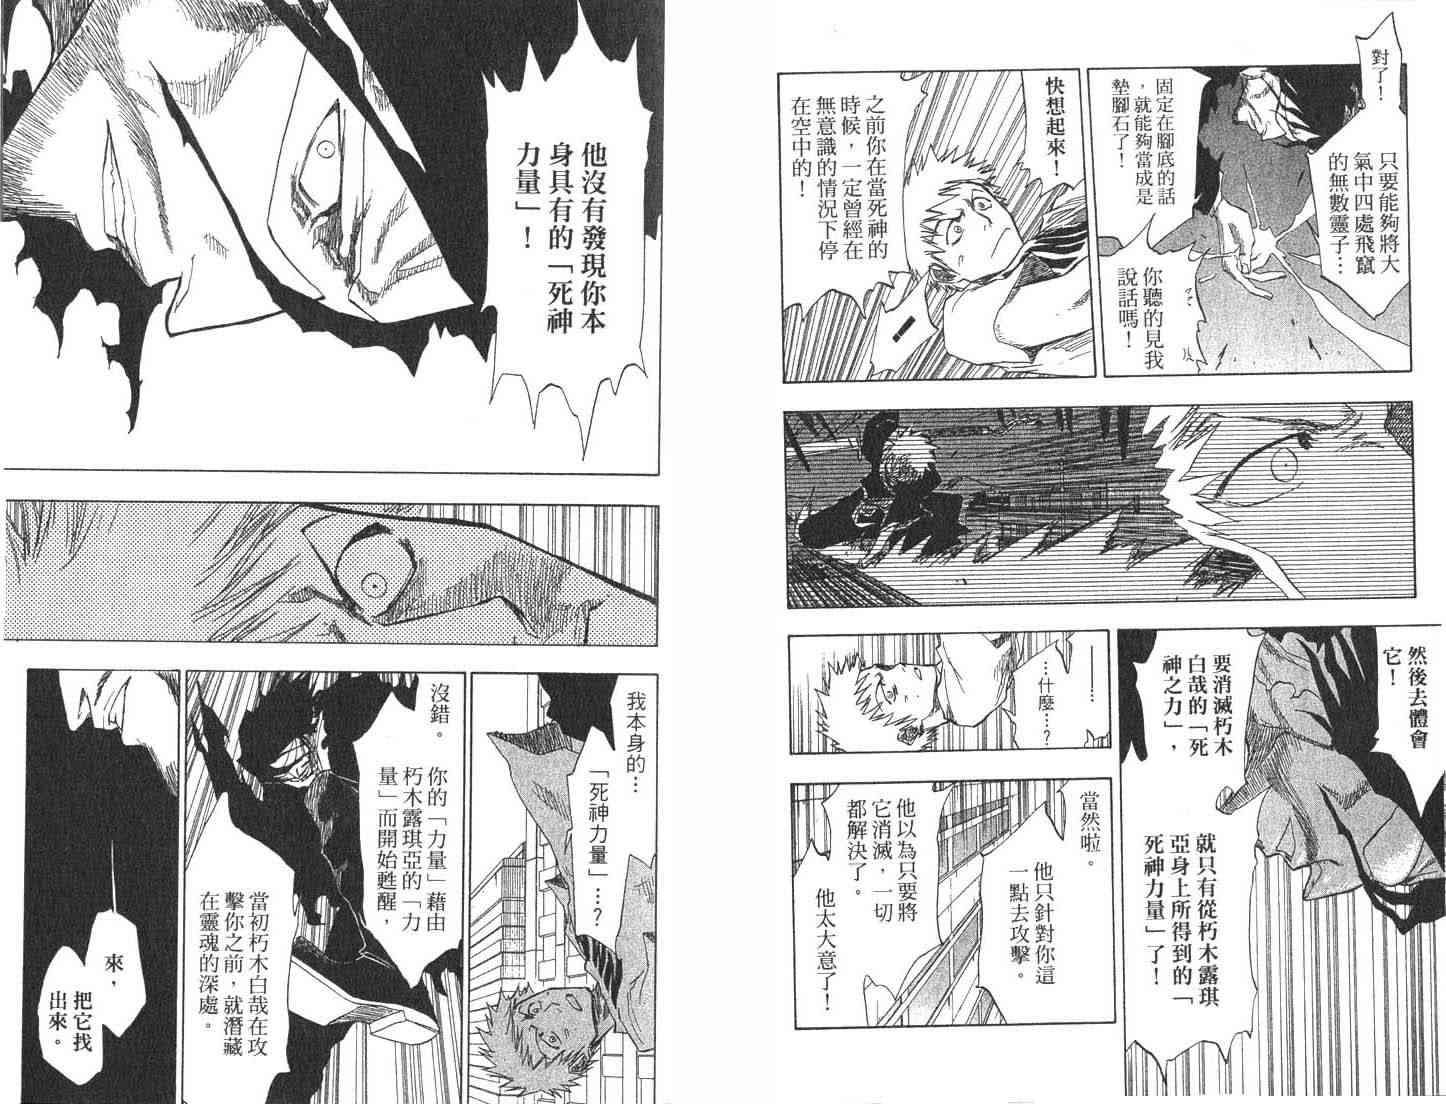 對了！
只要能夠將大
氣中四處飛竄
的無數靈子…
固定在腳底的話
，就能夠當成是
墊腳石了！
你聽的見我
說話嗎！
快想起來！
之前你在當死神的
時候，一定曾經在
無意識的情況下停
在空中的！
！
然後去體會
它！
要消滅朽木
白哉的「死
神之力」，
就只有從朽木露琪
亞身上所得到的「
死神力量」了！
……
…什麼…?
當然啦。
他只針對你這
一點去攻擊。
他以為只要將
它消滅，一切
都解決了。
他太大意了！
他沒有發現你本
身具有的「死神
力量」！
我本身的…
「死神力量」…?
沒錯。
你的「力量」藉由
朽木露琪亞的「力
量」而開始甦醒，
當初朽木白哉在攻
擊你之前，就潛藏
在靈魂的深處。
來，
把它找
出來。